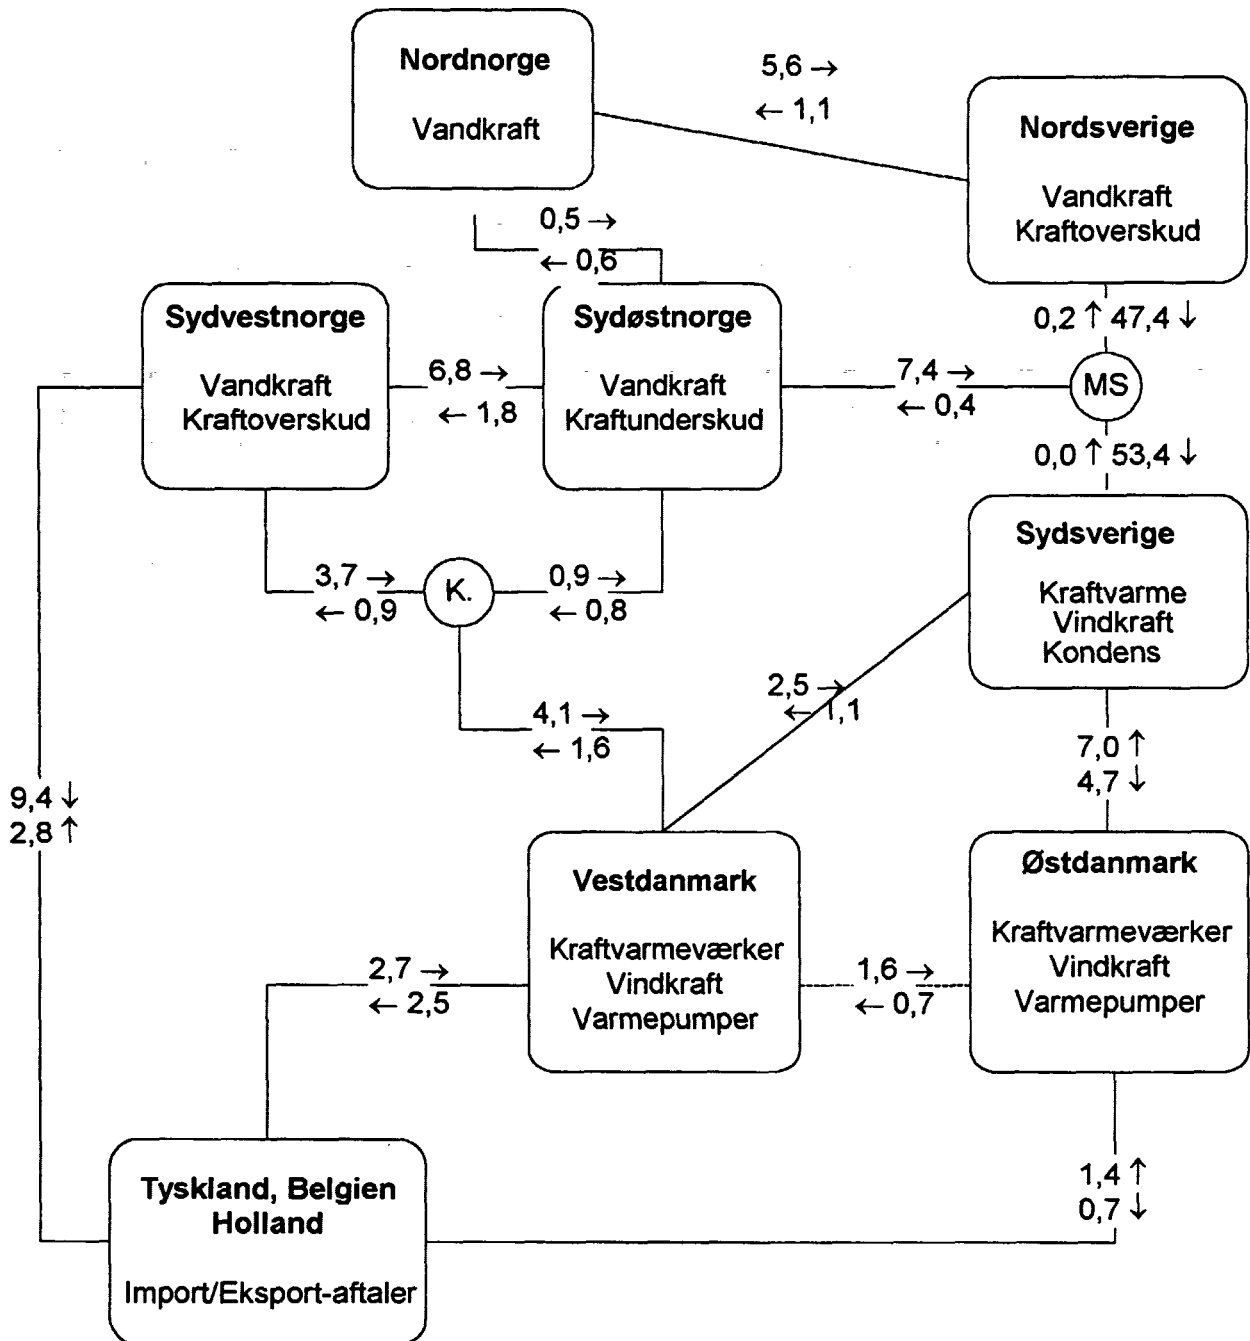 Nordnorge
Vandkraft
5,6 →
← 1,1
Nordsverige
Vandkraft
Kraftoverskud
0,5 →
← 0,6
Sydvestnorge
Vandkraft
Kraftoverskud
6,8 →
← 1,8
Sydøstnorge
Vandkraft
Kraftunderskud
7,4 →
← 0,4
0,2 ↑ 47,4 ↓
MS
0,0 ↑ 53,4 ↓
Sydsverige
Kraftvarme
Vindkraft
Kondens
3,7 →
← 0,9
K.
0,9 →
← 0,8
4,1 →
← 1,6
2,5 →
← 1,1
7,0 ↑
4,7 ↓
9,4 ↓
2,8 ↑
Vestdanmark
Kraftvarmeværker
Vindkraft
Varmepumper
1,6 →
← 0,7
Østdanmark
Kraftvarmeværker
Vindkraft
Varmepumper
2,7 →
← 2,5
Tyskland, Belgien
Holland
Import/Eksport-aftaler
1,4 ↑
0,7 ↓